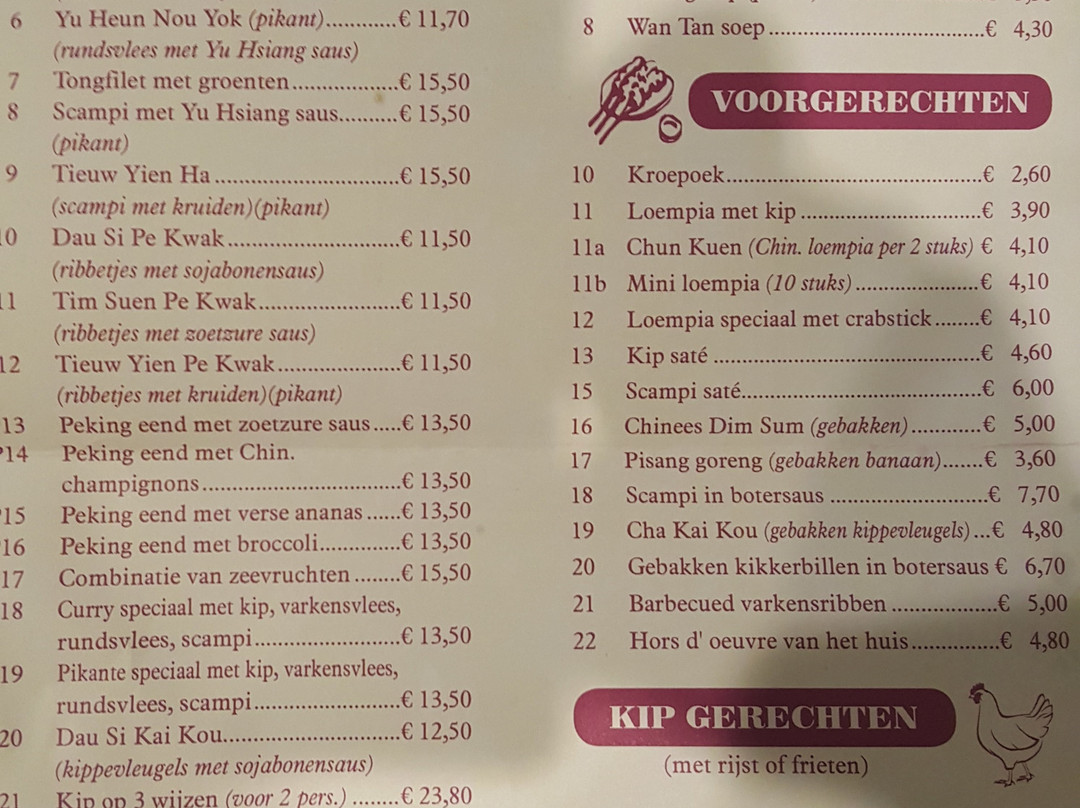 6 Yu Heun Nou Yok (pikant)............€ 11,70
(rundsvlees met Yu Hsiang saus)
7 Tongfilet met groenten..................€ 15,50
8 Scampi met Yu Hsiang saus..........€ 15,50
(pikant)
9 Tieuw Yien Ha...............................€ 15,50
(scampi met kruiden)(pikant)
10 Dau Si Pe Kwak.............................€ 11,50
(ribbetjes met sojabonensaus)
11 Tim Suen Pe Kwak........................€ 11,50
(ribbetjes met zoetzure saus)
12 Tieuw Yien Pe Kwak.....................€ 11,50
(ribbetjes met kruiden)(pikant)
13 Peking eend met zoetzure saus.....€ 13,50
14 Peking eend met Chin.
champignons..................................€ 13,50
15 Peking eend met verse ananas......€ 13,50
16 Peking eend met broccoli..............€ 13,50
17 Combinatie van zeevruchten........€ 15,50
18 Curry speciaal met kip, varkensvlees,
rundsvlees, scampi.........................€ 13,50
19 Pikante speciaal met kip, varkensvlees,
rundsvlees, scampi.........................€ 13,50
20 Dau Si Kai Kou..............................€ 12,50
(kippevleugels met sojabonensaus)
21 Kip op 3 wijzen (voor 2 pers.)........€ 23,80
8 Wan Tan soep....................................€ 4,30
VOORGERECHTEN
10 Kroepoek...........................................€ 2,60
11 Loempia met kip..............................€ 3,90
11a Chun Kuen (Chin. loempia per 2 stuks) € 4,10
11b Mini loempia (10 stuks).....................€ 4,10
12 Loempia speciaal met crabstick........€ 4,10
13 Kip saté.............................................€ 4,60
15 Scampi saté........................................€ 6,00
16 Chinees Dim Sum (gebakken)............€ 5,00
17 Pisang goreng (gebakken banaan).......€ 3,60
18 Scampi in botersaus..........................€ 7,70
19 Cha Kai Kou (gebakken kippevleugels)...€ 4,80
20 Gebakken kikkerbillen in botersaus € 6,70
21 Barbecued varkensribben..................€ 5,00
22 Hors d' oeuvre van het huis...............€ 4,80
KIP GERECHTEN
(met rijst of frieten)